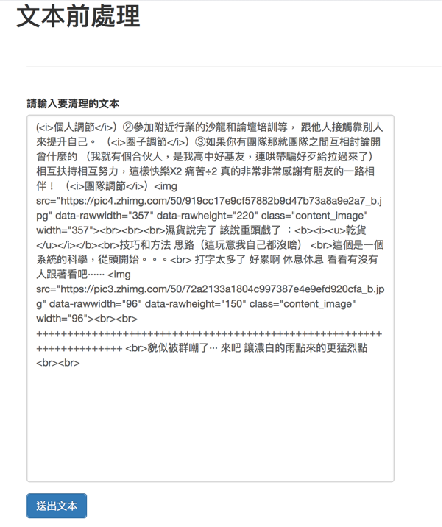 文本前處理
請輸入要清理的文本
(<i>個人調節</i>）②參加附近行業的沙龍和論壇培訓等， 跟他人接觸靠別人
來提升自己。 （<i>圈子調節</i>）③如果你有團隊那就團隊之間互相討論開
會什麼的 （我就有個合伙人，是我高中好基友，連哄帶騙好歹給拉過來了）
相互扶持相互努力，這樣快樂X2 痛苦÷2 真的非常非常感謝有朋友的一路相
伴！ （<i>團隊調節</i>）<img
src="https://pic4.zhimg.com/50/919cc17e9cf57882b9d47b73a8a9e2a7_b.j
pg" data-rawwidth="357" data-rawheight="220" class="content_image"
width="357"><br><br><br>濕貨說完了 該說重頭戲了 ：<b><i><u>乾貨
</u></i></b><br>技巧和方法 思路（這玩意我自己都沒啥） <br>這個是一個
系統的科學，從頭開始。。。<br> 打字太多了 好累啊 休息休息 看看有沒有
人跟著看吧…… <img
src="https://pic3.zhimg.com/50/72a2133a1804c997387e4e9efd920cfa_b.jp
g" data-rawwidth="96" data-rawheight="150" class="content_image"
width="96"><br><br>
++++++++++++++++++++++++++++++++++++++++++++++++++++++
++++++++++++++ <br>貌似被群嘲了… 來吧 讓濃白的雨點來的更猛烈點
<br><br>
送出文本